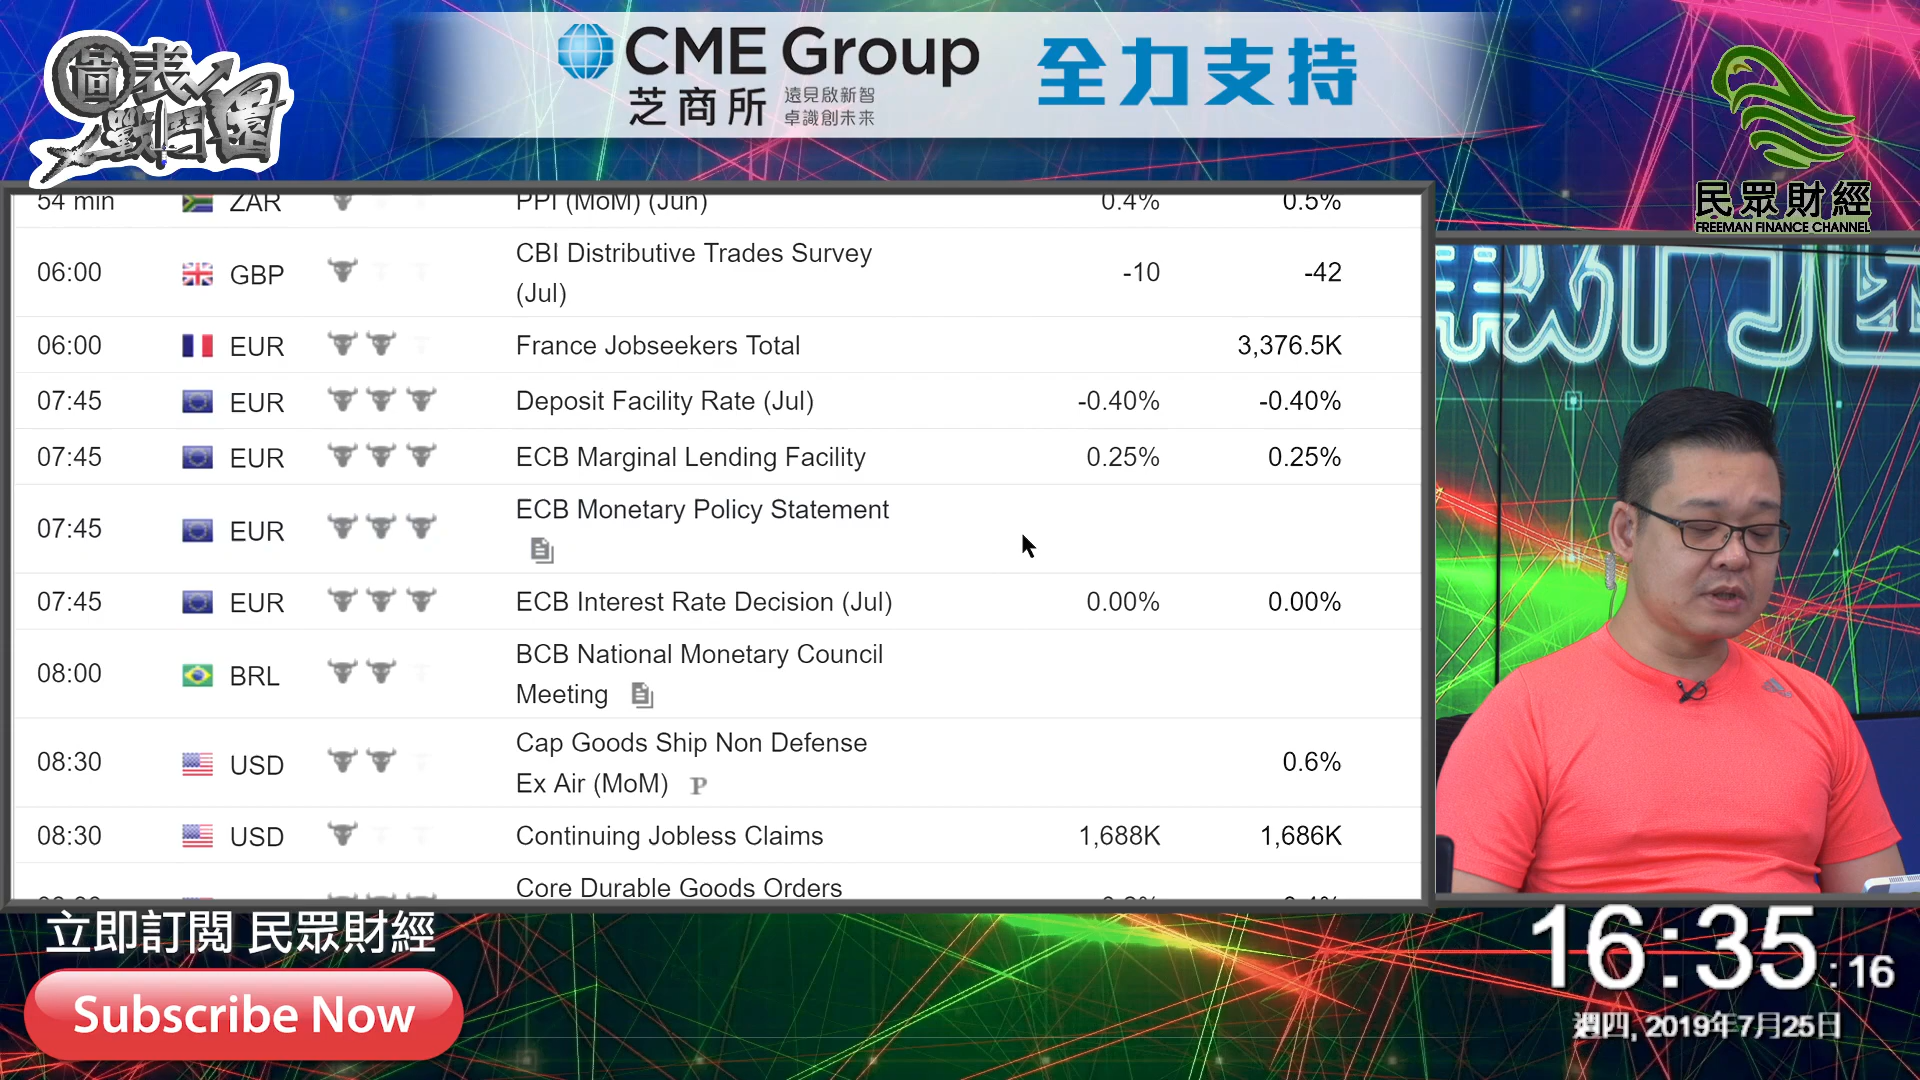 圖表
戰鬥團
CME Group
芝商所
遠見啟新智
卓識創未來
全力支持
民眾財經
FREEMAN FINANCE CHANNEL
54 min ZAR PPI (MoM) (Jun) 0.4% 0.5%
06:00 GBP CBI Distributive Trades Survey (Jul) -10 -42
06:00 EUR France Jobseekers Total 3,376.5K
07:45 EUR Deposit Facility Rate (Jul) -0.40% -0.40%
07:45 EUR ECB Marginal Lending Facility 0.25% 0.25%
07:45 EUR ECB Monetary Policy Statement
07:45 EUR ECB Interest Rate Decision (Jul) 0.00% 0.00%
08:00 BRL BCB National Monetary Council Meeting
08:30 USD Cap Goods Ship Non Defense Ex Air (MoM) P 0.6%
08:30 USD Continuing Jobless Claims 1,688K 1,686K
Core Durable Goods Orders
立即訂閱 民眾財經
Subscribe Now
16:35:16
週四, 2019年7月25日